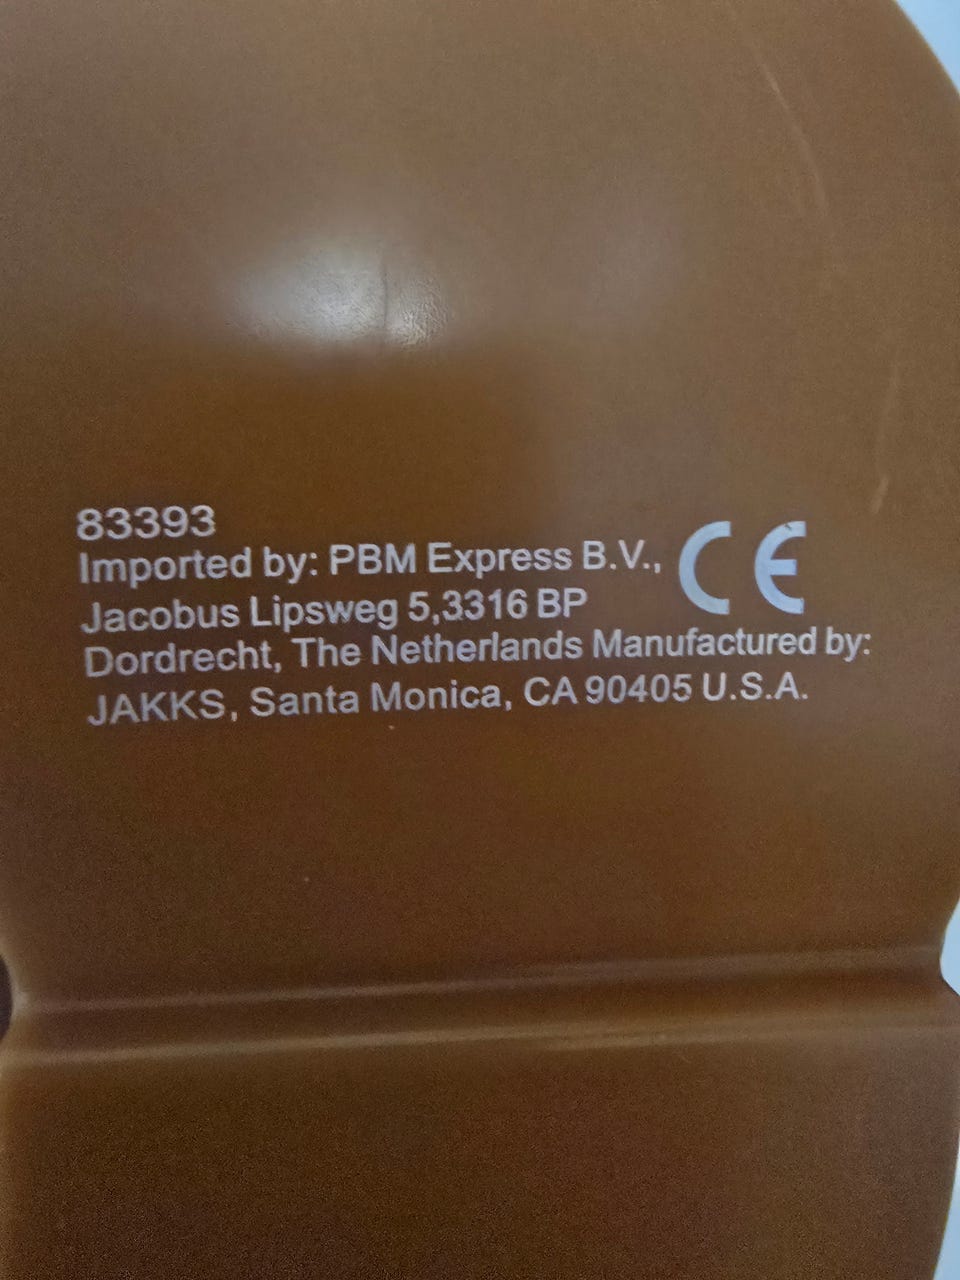 83393
Imported by: PBM Express B.V.,
Jacobus Lipsweg 5,3316 BP
Dordrecht, The Netherlands Manufactured by:
JAKKS, Santa Monica, CA 90405 U.S.A.
CE